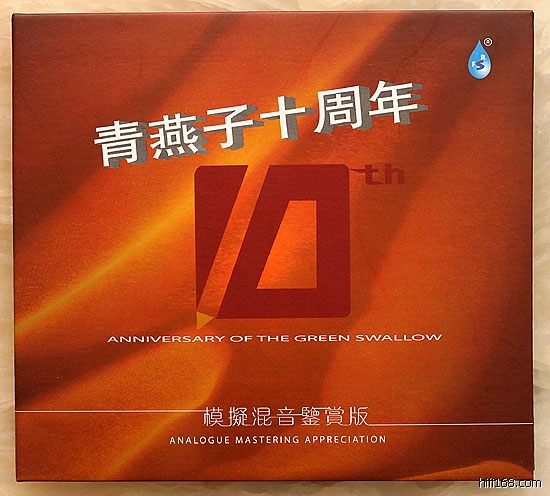 FSR®
青燕子十周年
10th
ANNIVERSARY OF THE GREEN SWALLOW
模擬混音鑒賞版
ANALOGUE MASTERING APPRECIATION
hifi168.com